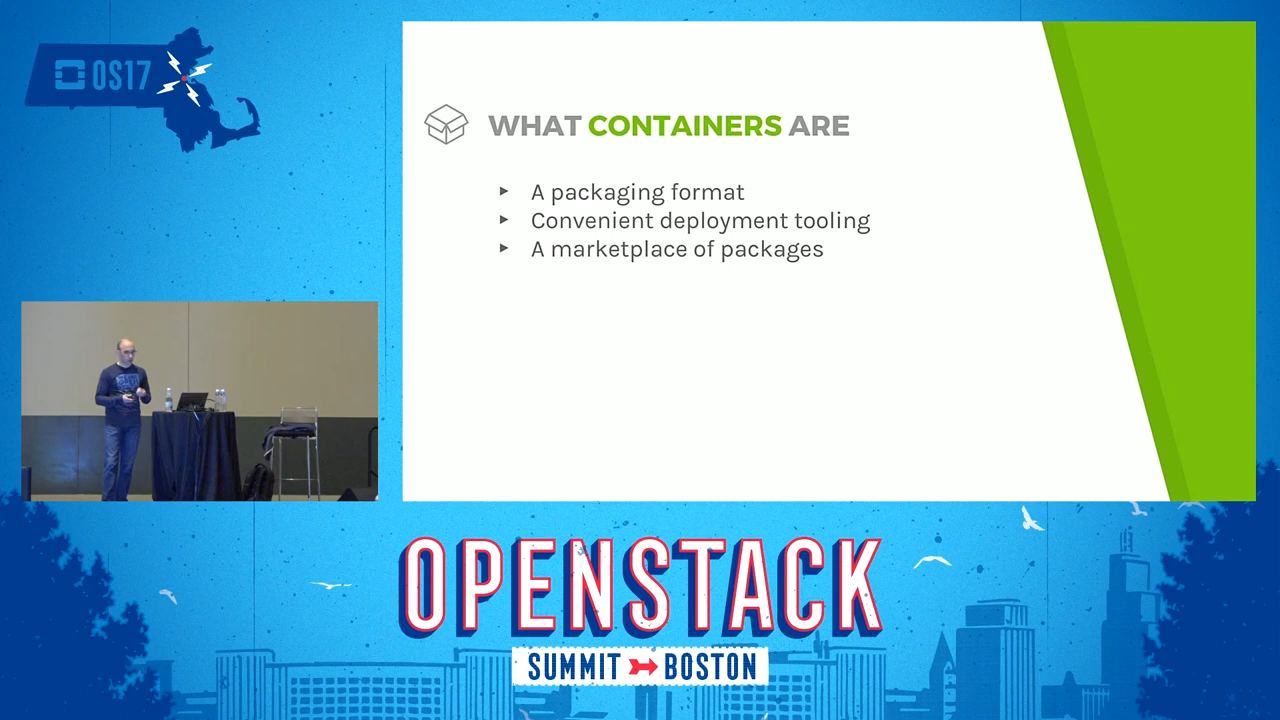 OS17
WHAT CONTAINERS ARE
A packaging format
Convenient deployment tooling
A marketplace of packages
OPENSTACK
SUMMIT BOSTON